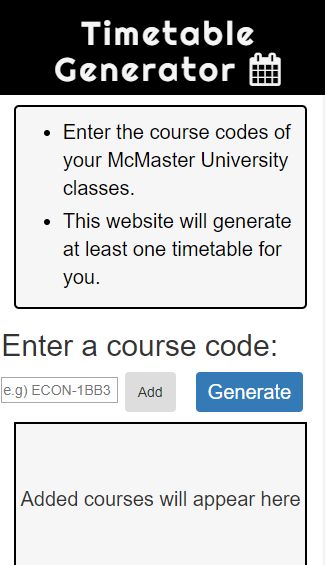 Timetable
Generator
Enter the course codes of
your McMaster University
classes.
This website will generate
at least one timetable for
you.
Enter a course code:
e.g) ECON-1BB3 Add Generate
Added courses will appear here